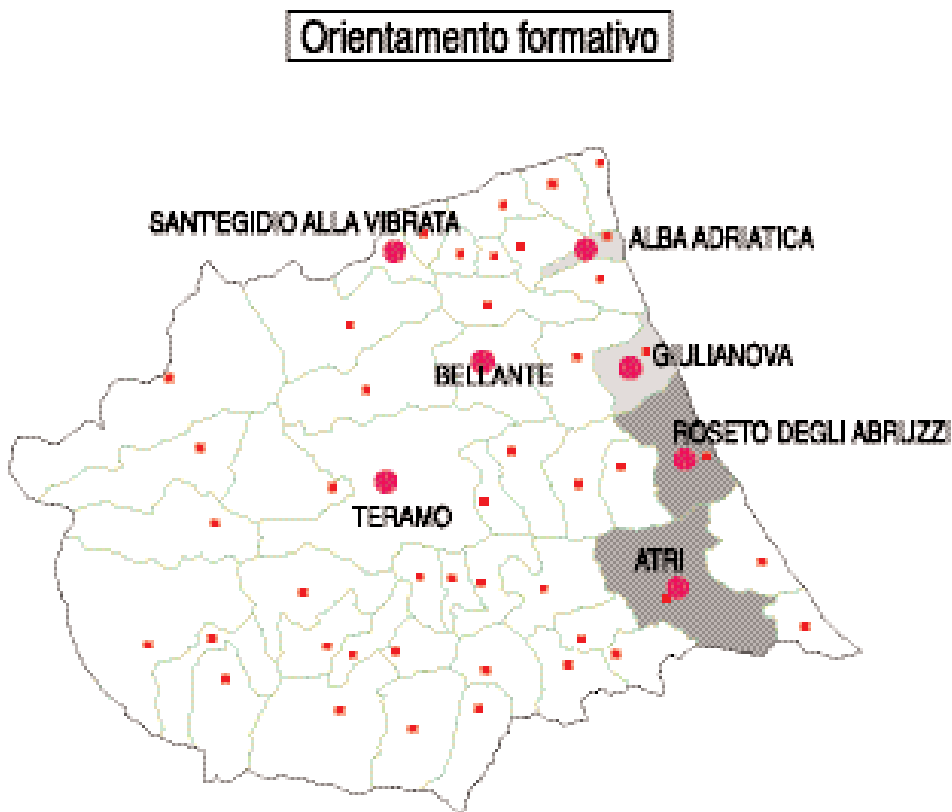 Orientamento formativo
SANT'EGIDIO ALLA VIBRATA
ALBA ADRIATICA
GIULIANOVA
BELLANTE
ROSETO DEGLI ABRUZZI
TERAMO
ATRI